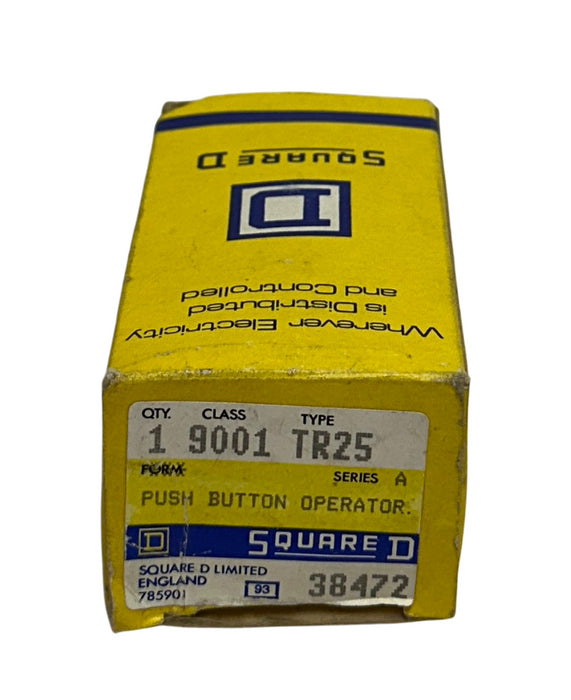 SQUARE D
D
Wherever Electricity
is Distributed
and Controlled
QTY. CLASS TYPE
1 9001 TR25
FORM SERIES A
PUSH BUTTON OPERATOR.
D SQUARE D
SQUARE D LIMITED
ENGLAND
785901 93 38472